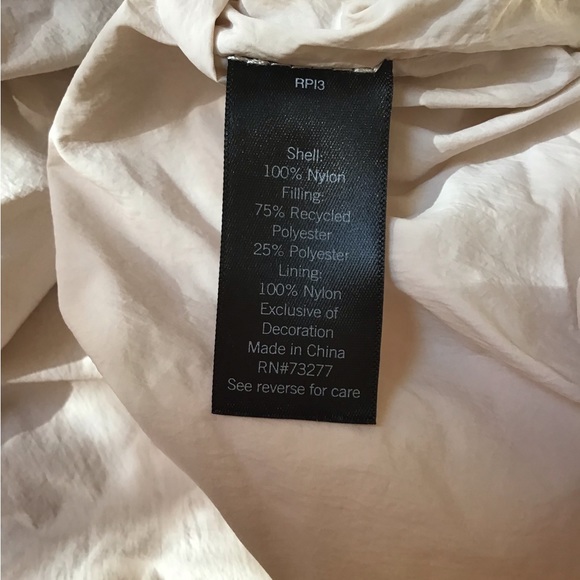 RPI3
Shell:
100% Nylon
Filling:
75% Recycled
Polyester
25% Polyester
Lining:
100% Nylon
Exclusive of
Decoration
Made in China
RN#73277
See reverse for care